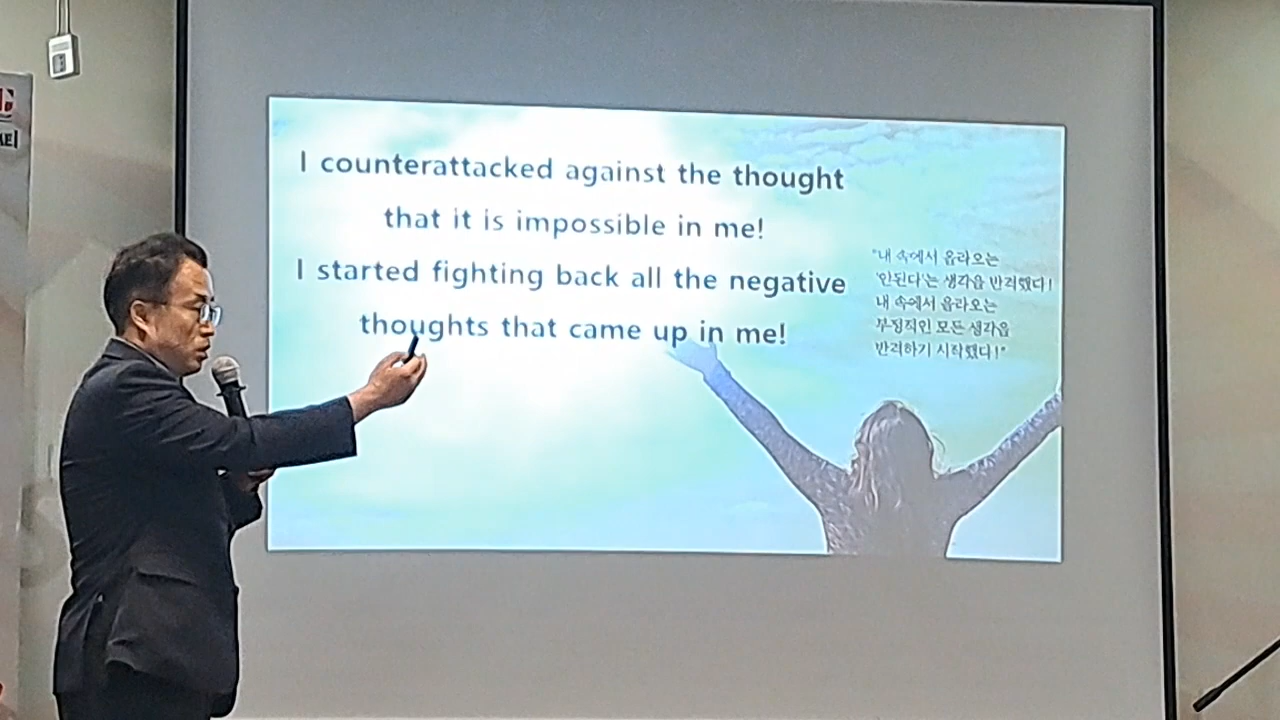 I counterattacked against the thought
that it is impossible in me!
I started fighting back all the negative
thoughts that came up in me!
"내 속에서 올라오는
'안된다'는 생각을 반격했다!
내 속에서 올라오는
부정적인 모든 생각을
반격하기 시작했다!"